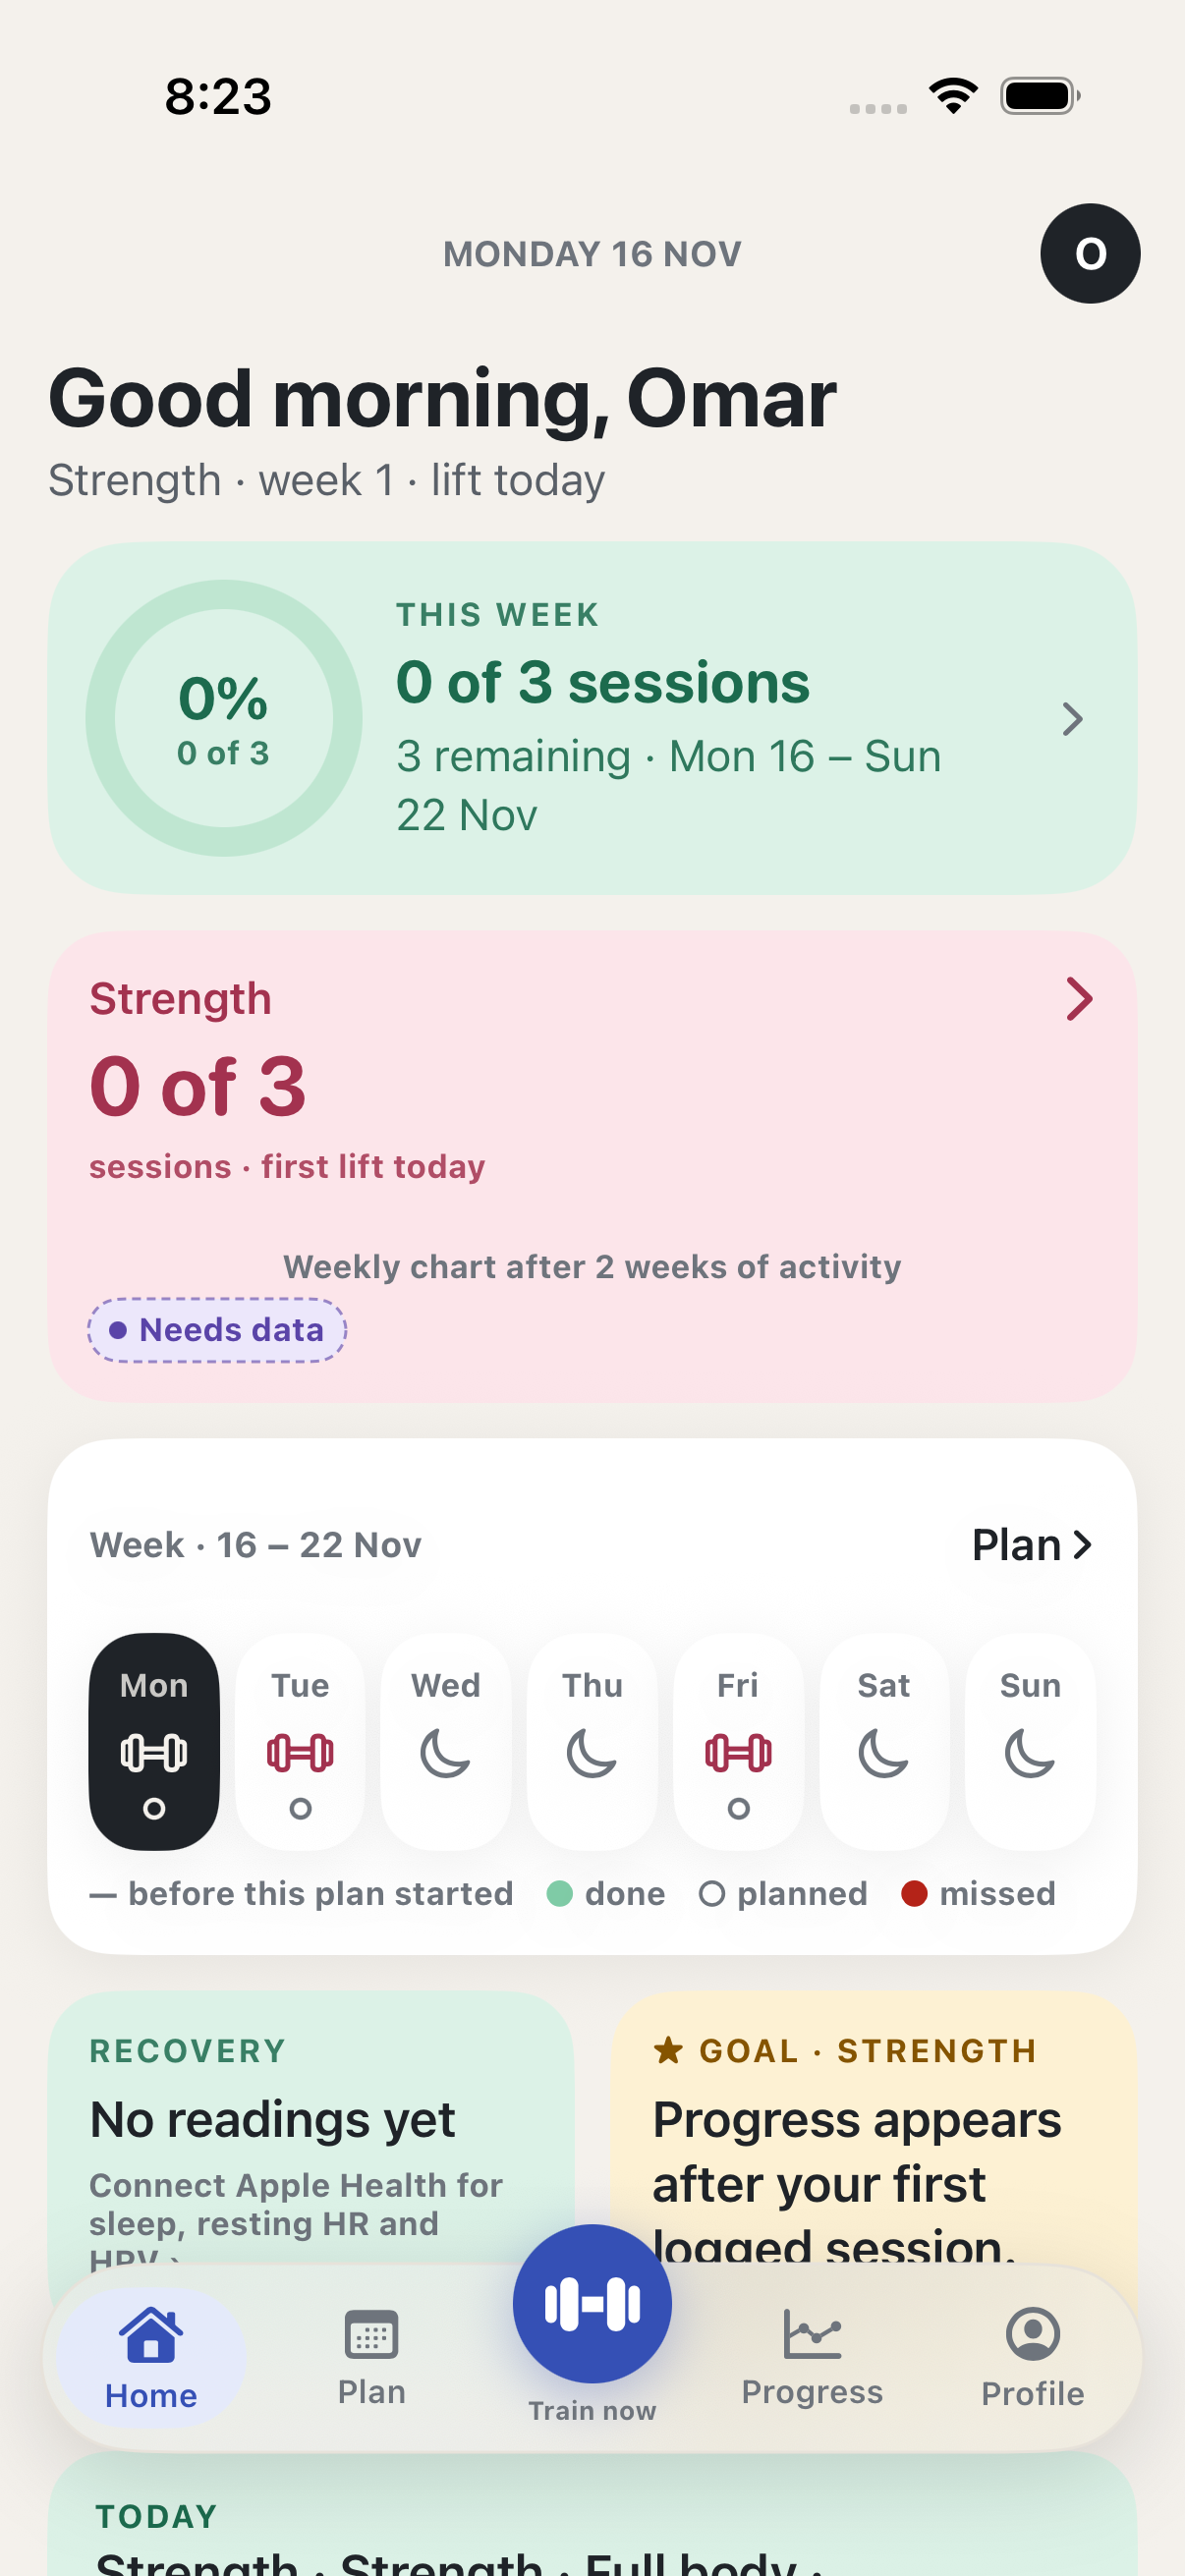 8:23
MONDAY 16 NOV
O
Good morning, Omar
Strength · week 1 · lift today
THIS WEEK
0 of 3 sessions
3 remaining · Mon 16 – Sun
22 Nov
0%
0 of 3
Strength
0 of 3
sessions · first lift today
Weekly chart after 2 weeks of activity
Needs data
Week · 16 – 22 Nov
Plan
Mon Tue Wed Thu Fri Sat Sun
— before this plan started done planned missed
RECOVERY
No readings yet
Connect Apple Health for
sleep, resting HR and
HRV ›
GOAL · STRENGTH
Progress appears
after your first
logged session.
Home
Plan
Train now
Progress
Profile
TODAY
Strength · Strength · Full body ·